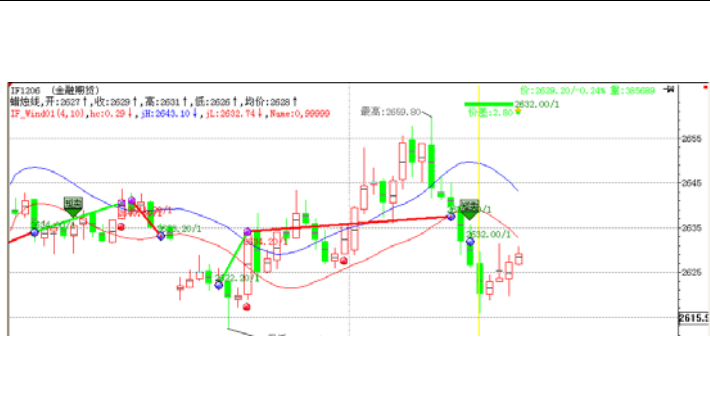 IF1206 (金融期货)
价:2629.20/-0.24% 量:385689
蜡烛线,开:2627↑,收:2629↑,高:2631↑,低:2626↑,均价:2628↑
2632.00/1
IF_Wind01(4,10),hc:0.29↓,jH:2643.10↓,jL:2632.74↓,Name:0,99999
最高:2659.80
价差:2.80
2655
2645
2635
2632.00/1
2625
2615.9